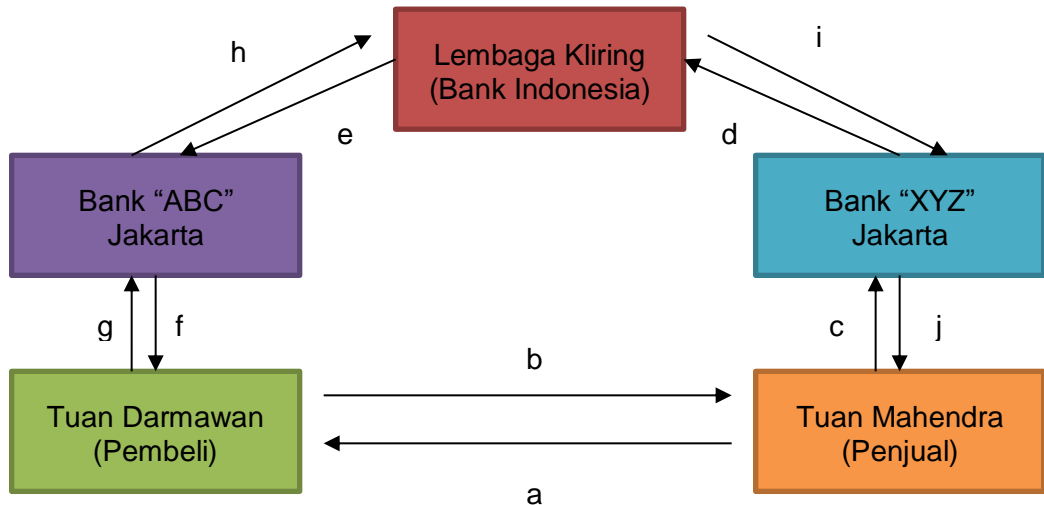 h
Lembaga Kliring
(Bank Indonesia)
i
e
d
Bank “ABC”
Jakarta
Bank “XYZ”
Jakarta
g
f
c
j
b
Tuan Darmawan
(Pembeli)
Tuan Mahendra
(Penjual)
a